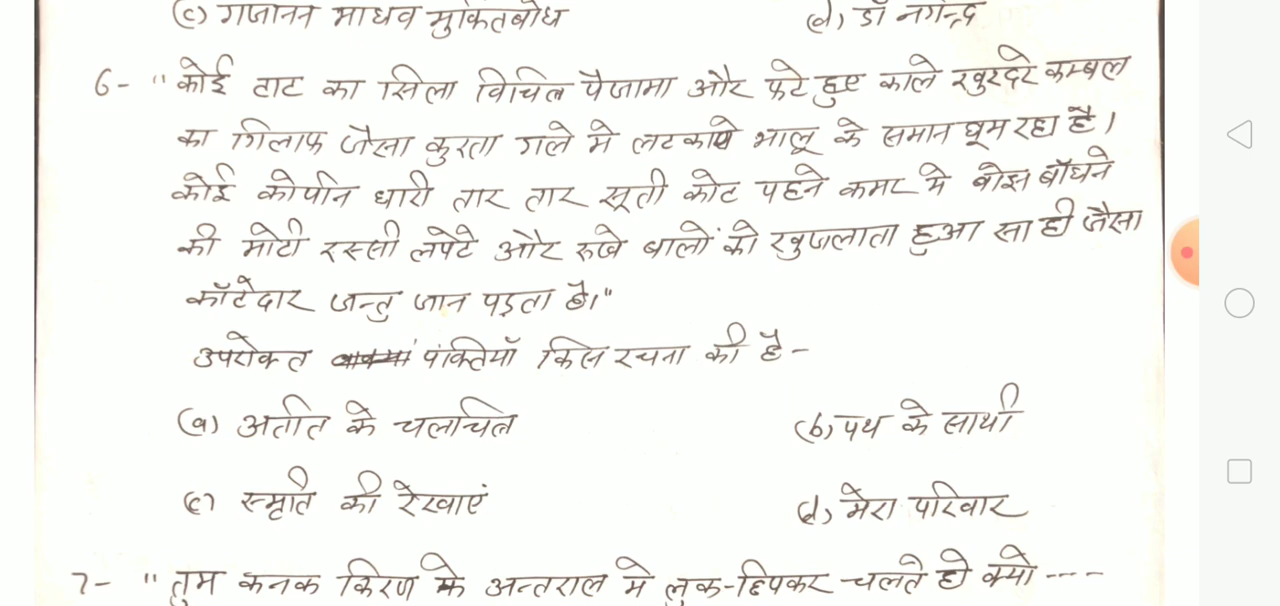 (c) गजानन माधव मुक्तिबोध (d) डॉ नगेन्द्र
6- "कोई टाट का सिला विचित्र पैजामा और फटे हुए काले खुरदरे कम्बल
का गिलाफ जैसा कुरता गले मे लटकाये भालू के समान घूम रहा है।
कोई कोपीन धारी तार तार सूती कोट पहने कमर मे बोझ बाँधने
की मोटी रस्सी लपेटे और रुखे बालों को खुजलाता हुआ सा ही जैसा
काँटेदार जन्तु जान पड़ता है।"
उपरोक्त पंक्तियाँ किस रचना की है -
(a) अतीत के चलचित्र (b) पथ के साथी
(c) स्मृति की रेखाएं (d) मेरा परिवार
7- "तुम कनक किरण के अन्तराल मे लुक-छिपकर चलते हो क्यो ----